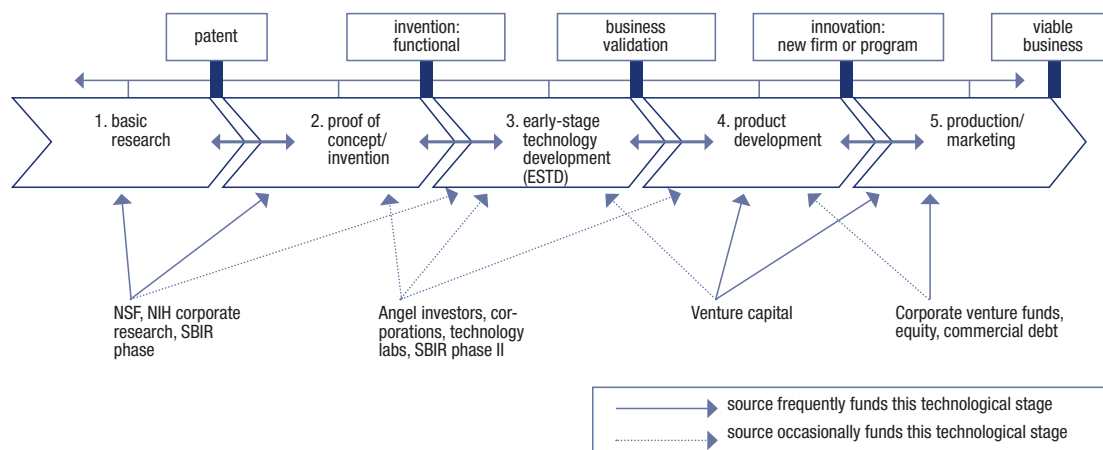 patent
invention:
functional
business
validation
innovation:
new firm or program
viable
business
1. basic
research
2. proof of
concept/
invention
3. early-stage
technology
development
(ESTD)
4. product
development
5. production/
marketing
NSF, NIH corporate
research, SBIR
phase
Angel investors, cor-
porations, technology
labs, SBIR phase II
Venture capital
Corporate venture funds,
equity, commercial debt
source frequently funds this technological stage
source occasionally funds this technological stage